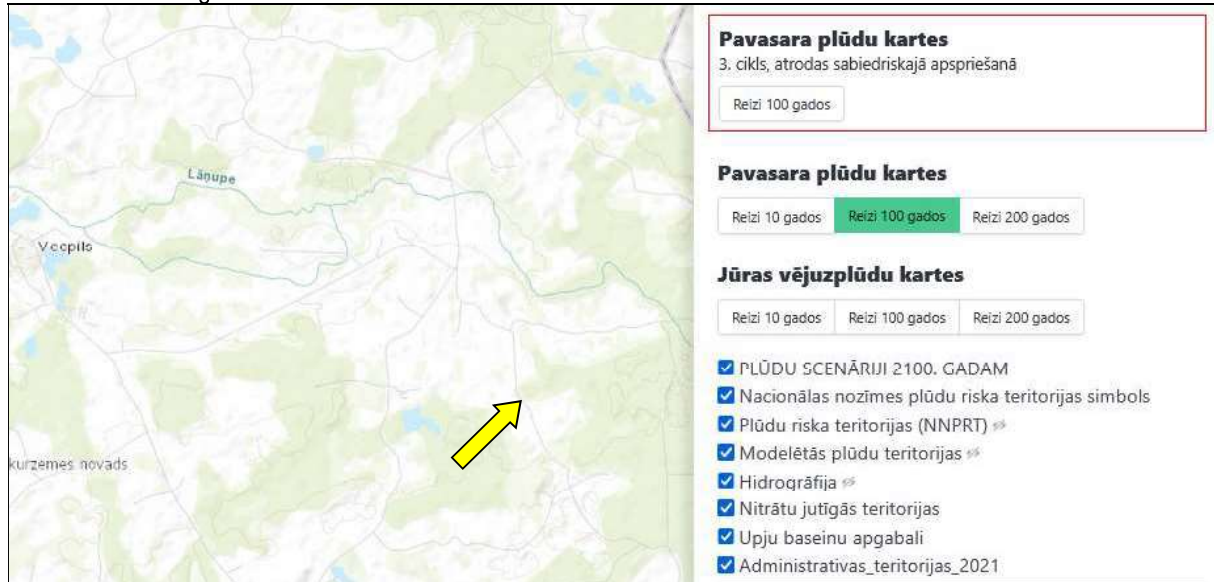 Lāņupe
Vecpils
kurzemes novads
Pavasara plūdu kartes
3. cikls, atrodas sabiedriskajā apspriešanā
Reizi 100 gados
Pavasara plūdu kartes
Reizi 10 gados Reizi 100 gados Reizi 200 gados
Jūras vējuzplūdu kartes
Reizi 10 gados Reizi 100 gados Reizi 200 gados
PLŪDU SCENĀRIJI 2100. GADAM
Nacionālas nozīmes plūdu riska teritorijas simbols
Plūdu riska teritorijas (NNPRT)
Modelētās plūdu teritorijas
Hidrogrāfija
Nitrātu jutīgās teritorijas
Upju baseinu apgabali
Administrativas_teritorijas_2021